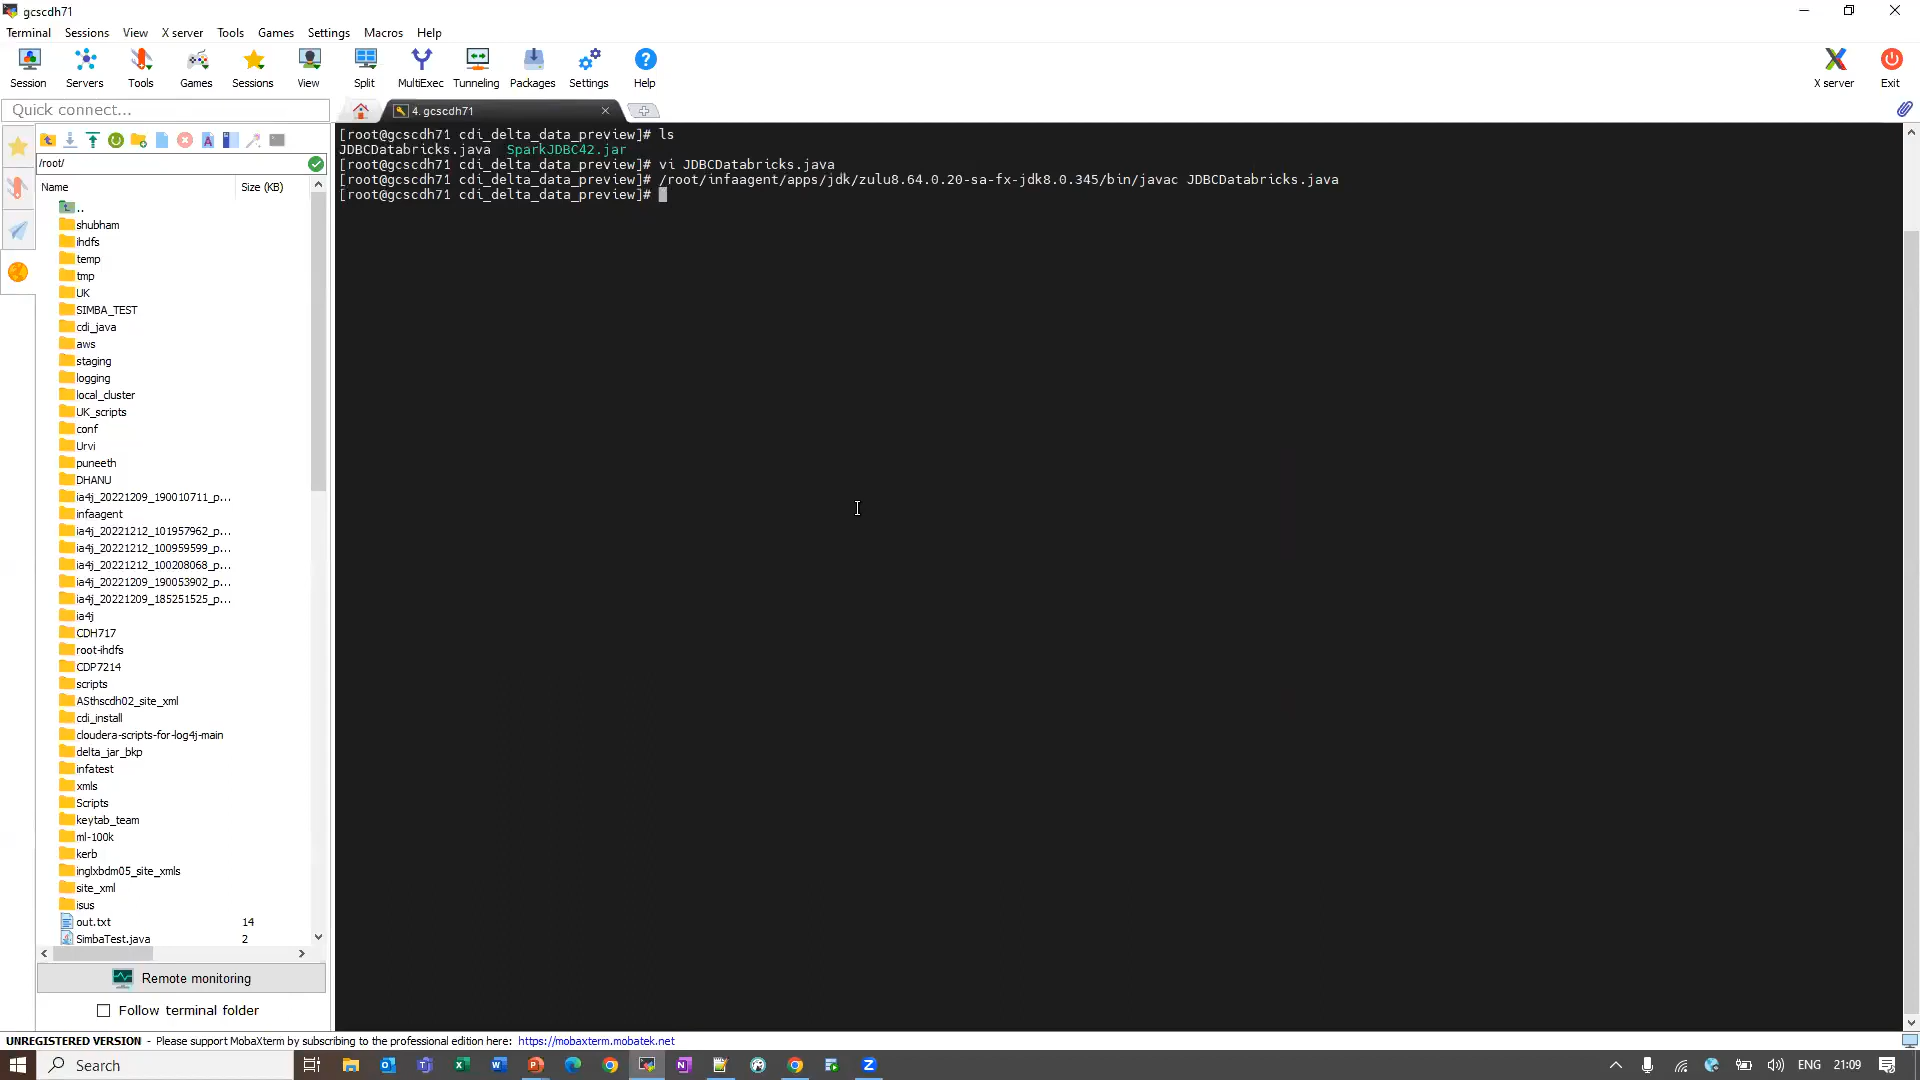 gcscdh71
Terminal Sessions View X server Tools Games Settings Macros Help
Session Servers Tools Games Sessions View Split MultiExec Tunneling Packages Settings Help X server Exit
Quick connect...
4. gcscdh71
/root/
Name Size (KB)
..
shubham
ihdfs
temp
tmp
UK
SIMBA_TEST
cdi_java
aws
staging
logging
local_cluster
UK_scripts
conf
Urvi
puneeth
DHANU
ia4j_20221209_190010711_p...
infaagent
ia4j_20221212_101957962_p...
ia4j_20221212_100959599_p...
ia4j_20221212_100208068_p...
ia4j_20221209_190053902_p...
ia4j_20221209_185251525_p...
ia4j
CDH717
root-ihdfs
CDP7214
scripts
ASthscdh02_site_xml
cdi_install
cloudera-scripts-for-log4j-main
delta_jar_bkp
infatest
xmls
Scripts
keytab_team
ml-100k
kerb
inglxbdm05_site_xmls
site_xml
isus
out.txt 14
SimbaTest.java 2
Remote monitoring
Follow terminal folder
[root@gcscdh71 cdi_delta_data_preview]# ls
JDBCDatabricks.java SparkJDBC42.jar
[root@gcscdh71 cdi_delta_data_preview]# vi JDBCDatabricks.java
[root@gcscdh71 cdi_delta_data_preview]# /root/infaagent/apps/jdk/zulu8.64.0.20-sa-fx-jdk8.0.345/bin/javac JDBCDatabricks.java
[root@gcscdh71 cdi_delta_data_preview]#
UNREGISTERED VERSION - Please support MobaXterm by subscribing to the professional edition here: https://mobaxterm.mobatek.net
Search
ENG 21:09